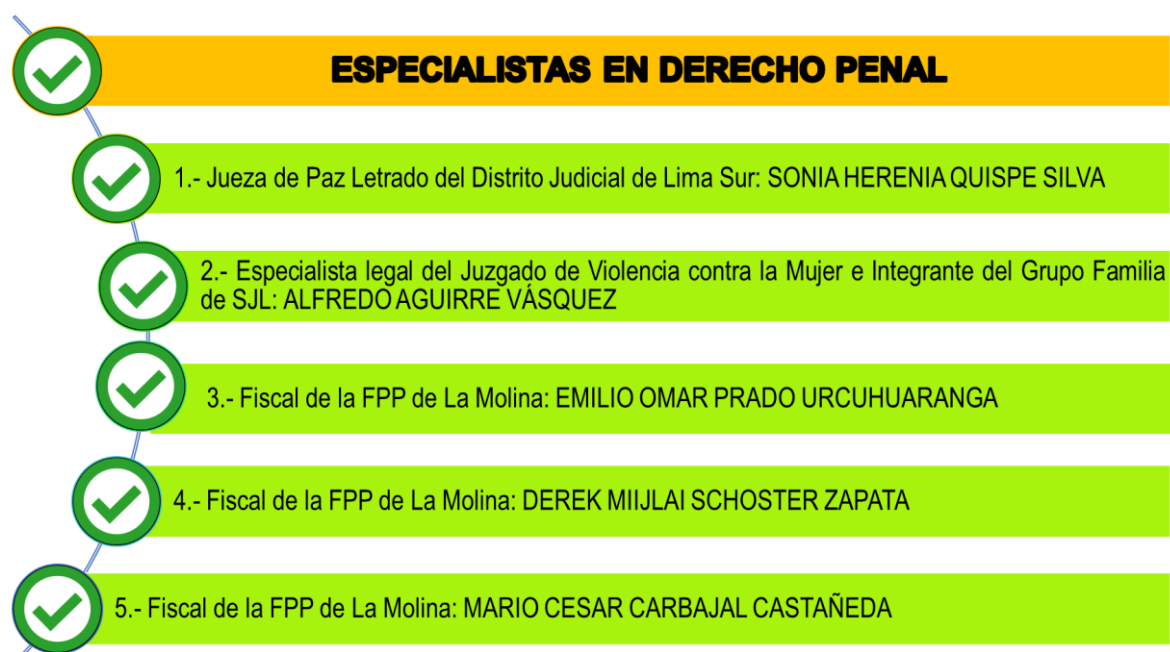 ESPECIALISTAS EN DERECHO PENAL
1.- Jueza de Paz Letrado del Distrito Judicial de Lima Sur: SONIA HERENIA QUISPE SILVA
2.- Especialista legal del Juzgado de Violencia contra la Mujer e Integrante del Grupo Familia
de SJL: ALFREDO AGUIRRE VÁSQUEZ
3.- Fiscal de la FPP de La Molina: EMILIO OMAR PRADO URCUHUARANGA
4.- Fiscal de la FPP de La Molina: DEREK MIIJLAI SCHOSTER ZAPATA
5.- Fiscal de la FPP de La Molina: MARIO CESAR CARBAJAL CASTAÑEDA